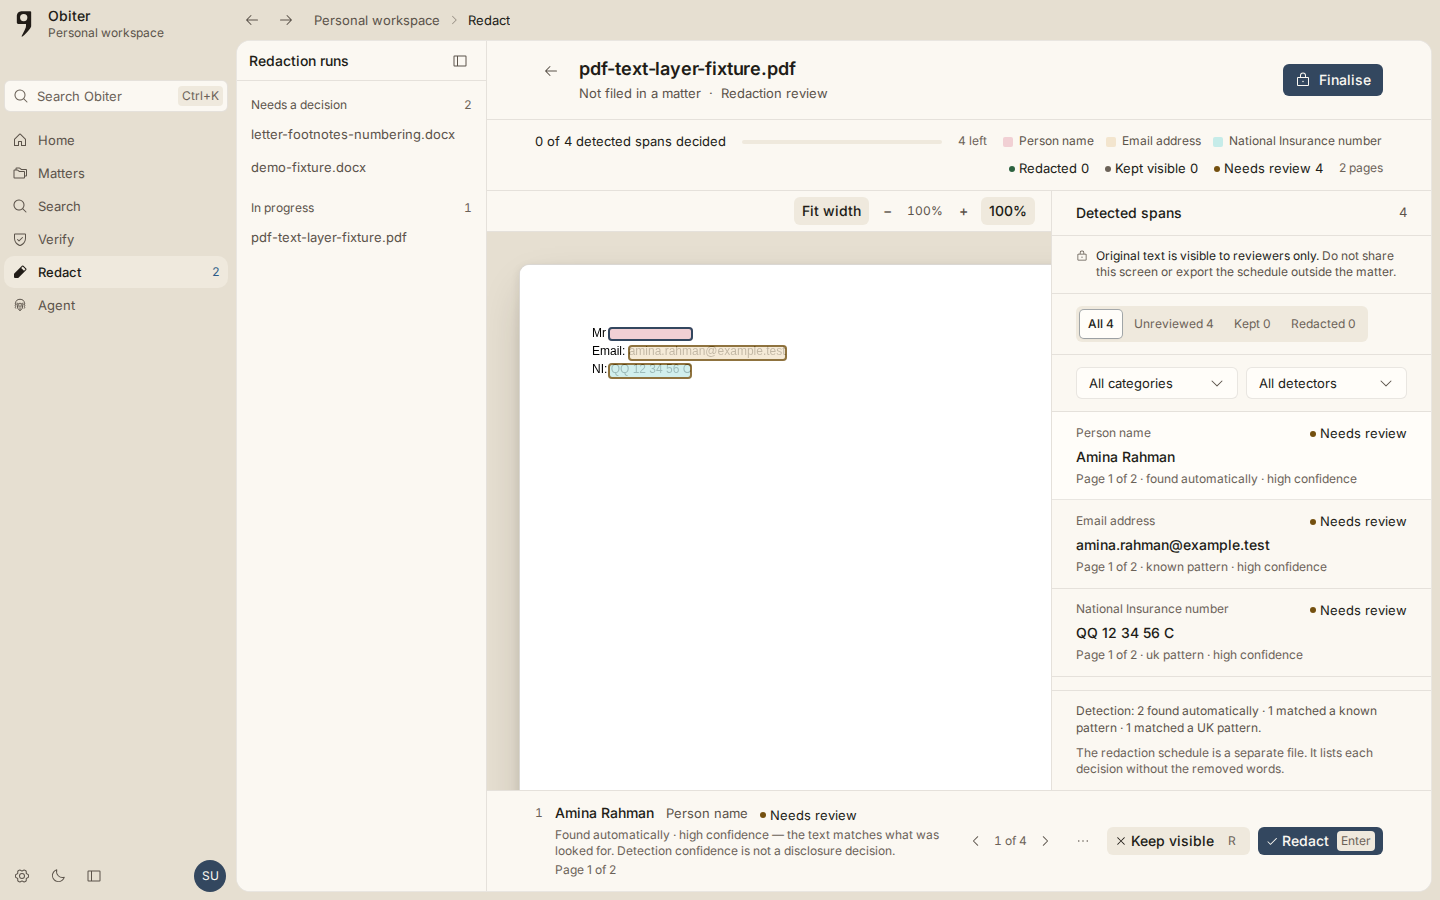 Obiter
Personal workspace
Search Obiter Ctrl+K
Home
Matters
Search
Verify
Redact 2
Agent
SU
Personal workspace > Redact
Redaction runs
Needs a decision 2
letter-footnotes-numbering.docx
demo-fixture.docx
In progress 1
pdf-text-layer-fixture.pdf
pdf-text-layer-fixture.pdf
Not filed in a matter · Redaction review
Finalise
0 of 4 detected spans decided 4 left Person name Email address National Insurance number
Redacted 0 Kept visible 0 Needs review 4 2 pages
Fit width − 100% + 100%
Mr
Email: amina.rahman@example.test
NI: QQ 12 34 56 C
Detected spans 4
Original text is visible to reviewers only. Do not share
this screen or export the schedule outside the matter.
All 4 Unreviewed 4 Kept 0 Redacted 0
All categories All detectors
Person name Needs review
Amina Rahman
Page 1 of 2 · found automatically · high confidence
Email address Needs review
amina.rahman@example.test
Page 1 of 2 · known pattern · high confidence
National Insurance number Needs review
QQ 12 34 56 C
Page 1 of 2 · uk pattern · high confidence
Detection: 2 found automatically · 1 matched a known
pattern · 1 matched a UK pattern.
The redaction schedule is a separate file. It lists each
decision without the removed words.
1 Amina Rahman Person name Needs review
Found automatically · high confidence — the text matches what was
looked for. Detection confidence is not a disclosure decision.
Page 1 of 2
1 of 4 ··· Keep visible R Redact Enter